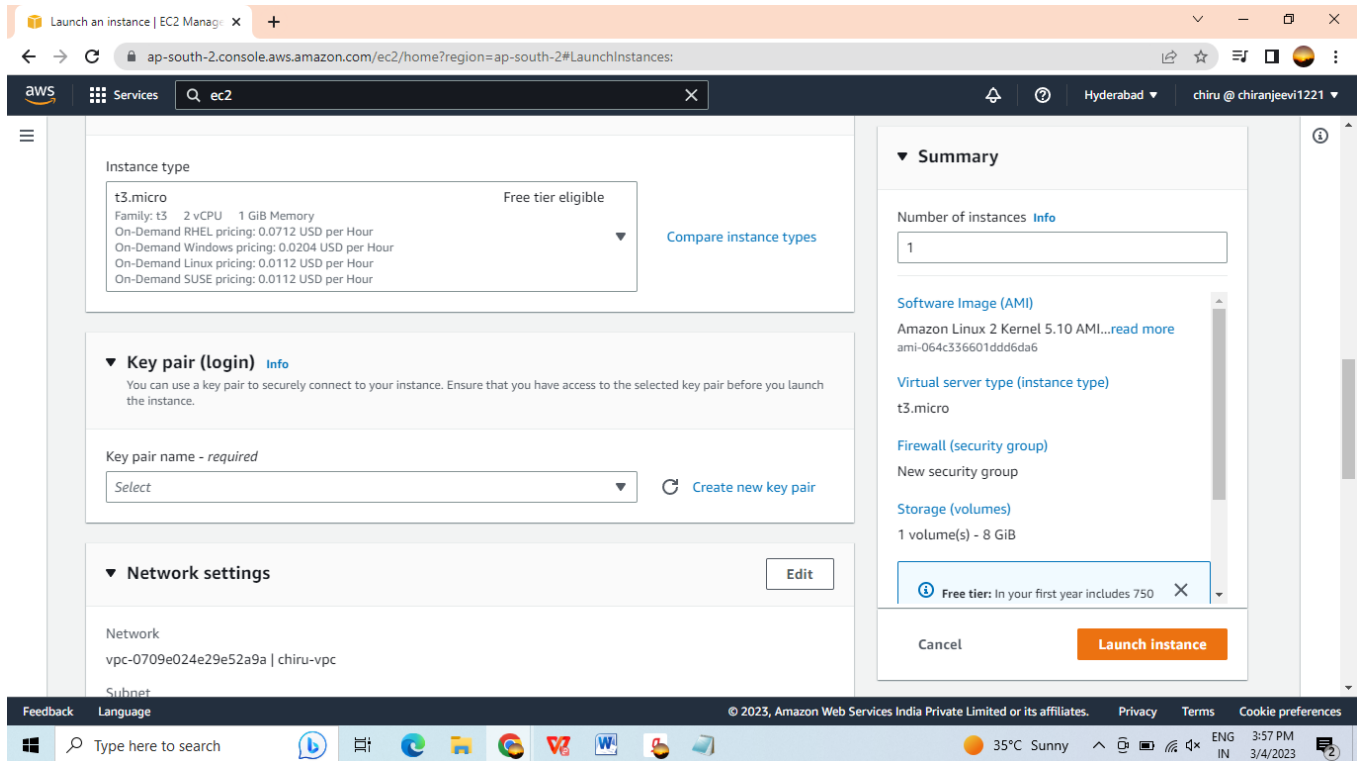 Launch an instance | EC2 Manage
ap-south-2.console.aws.amazon.com/ec2/home?region=ap-south-2#LaunchInstances:
aws
Services
ec2
Hyderabad
chiru @ chiranjeevi1221
Instance type
t3.micro
Free tier eligible
Family: t3 2 vCPU 1 GiB Memory
On-Demand RHEL pricing: 0.0712 USD per Hour
On-Demand Windows pricing: 0.0204 USD per Hour
On-Demand Linux pricing: 0.0112 USD per Hour
On-Demand SUSE pricing: 0.0112 USD per Hour
Compare instance types
Key pair (login) Info
You can use a key pair to securely connect to your instance. Ensure that you have access to the selected key pair before you launch
the instance.
Key pair name - required
Select
Create new key pair
Network settings
Edit
Network
vpc-0709e024e29e52a9a | chiru-vpc
Subnet
Summary
Number of instances Info
1
Software Image (AMI)
Amazon Linux 2 Kernel 5.10 AMI...read more
ami-064c336601ddd6da6
Virtual server type (instance type)
t3.micro
Firewall (security group)
New security group
Storage (volumes)
1 volume(s) - 8 GiB
Free tier: In your first year includes 750
Cancel
Launch instance
Feedback
Language
© 2023, Amazon Web Services India Private Limited or its affiliates.
Privacy
Terms
Cookie preferences
Type here to search
35°C Sunny
ENG
IN
3:57 PM
3/4/2023
2